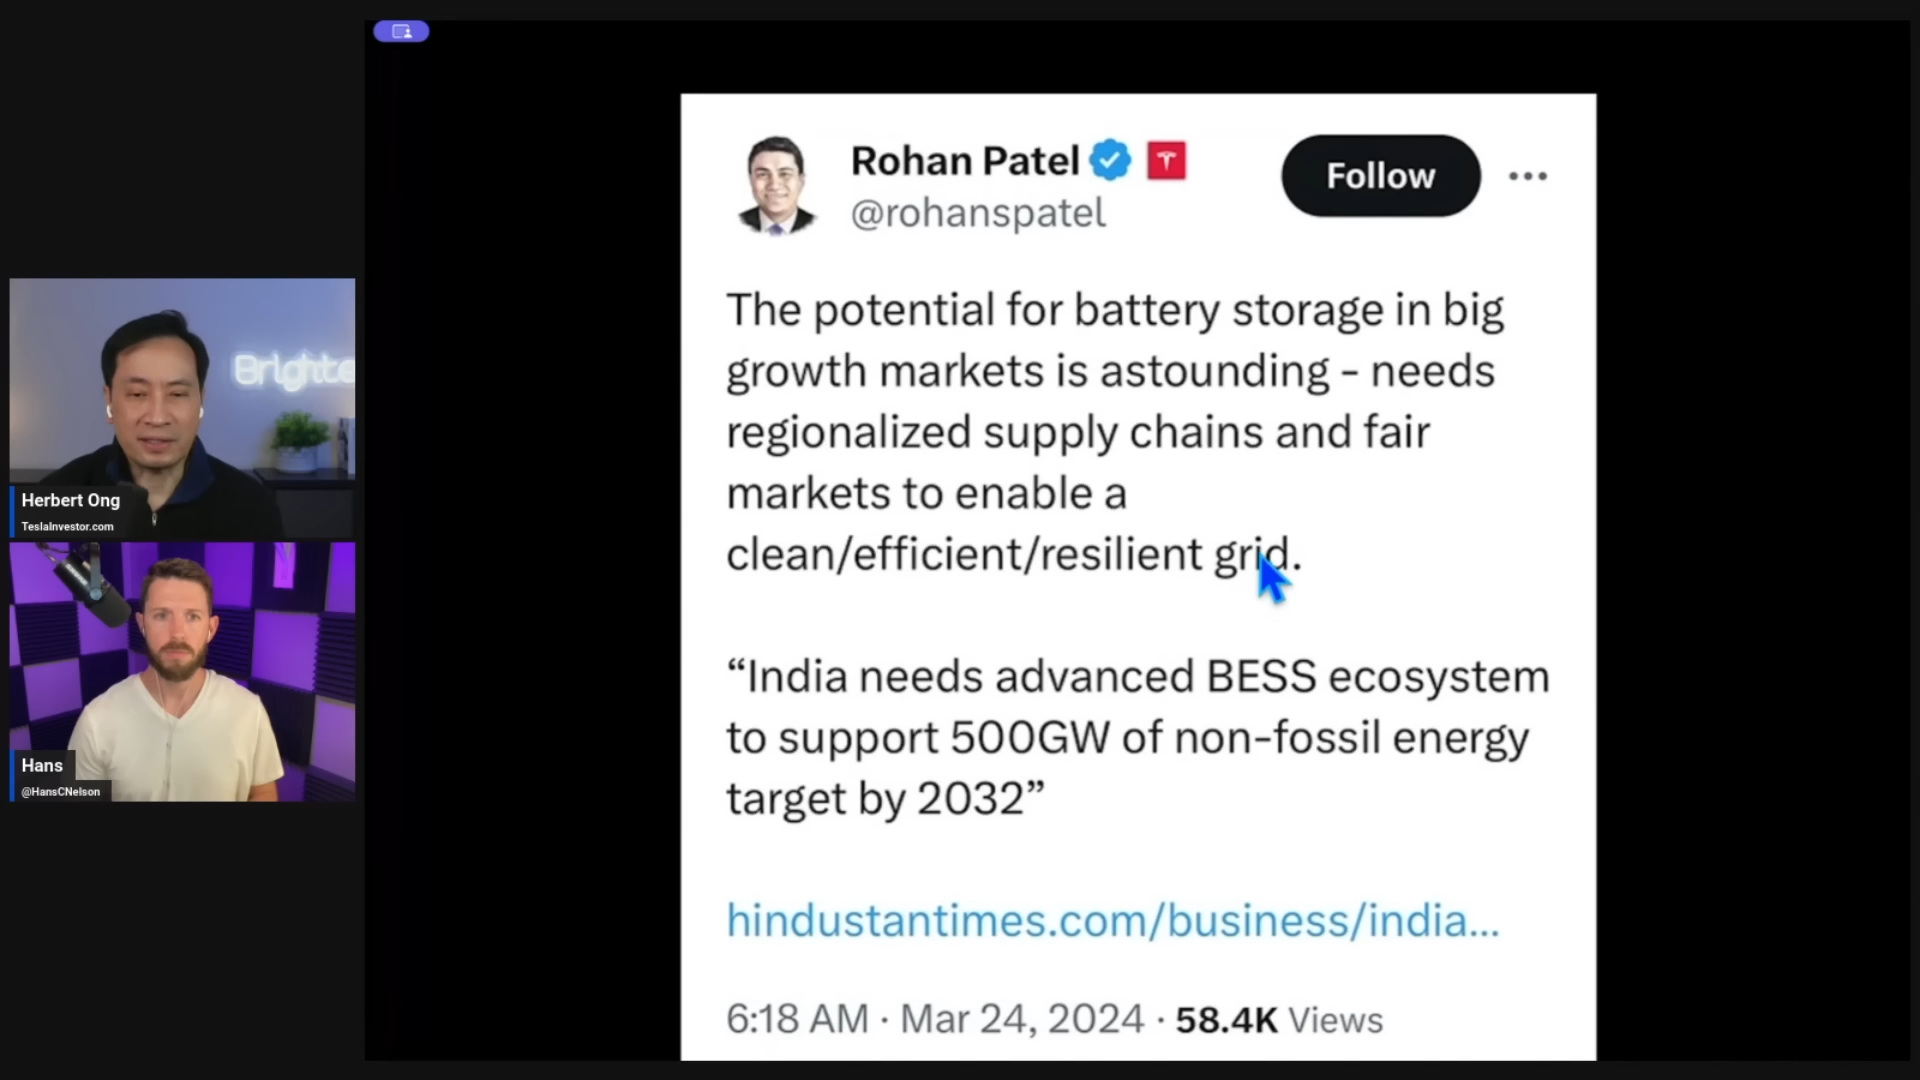 Brighte
Herbert Ong
TeslaInvestor.com
Hans
@HansCNelson
Rohan Patel
@rohanspatel
Follow
The potential for battery storage in big
growth markets is astounding - needs
regionalized supply chains and fair
markets to enable a
clean/efficient/resilient grid.
“India needs advanced BESS ecosystem
to support 500GW of non-fossil energy
target by 2032”
hindustantimes.com/business/india...
6:18 AM · Mar 24, 2024 · 58.4K Views